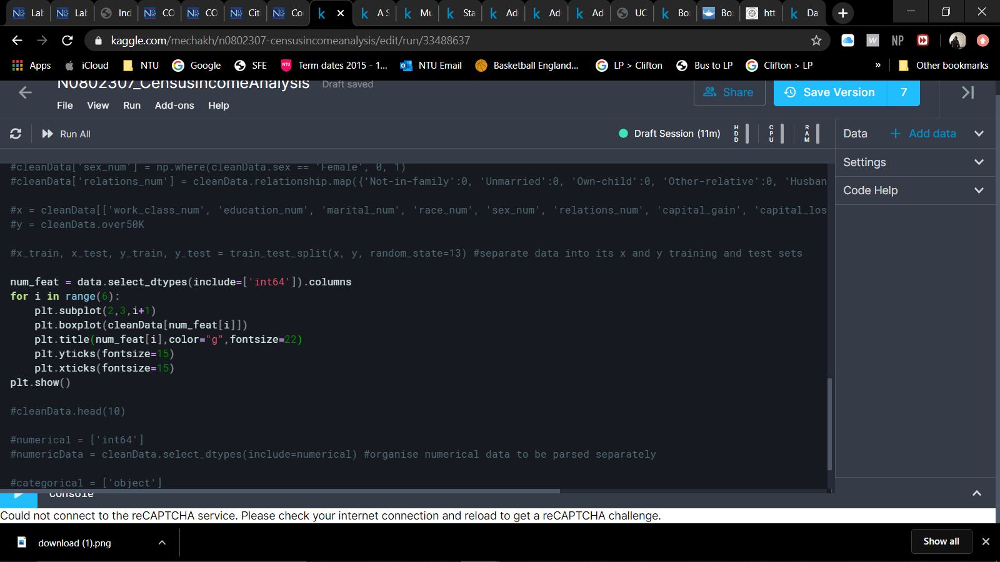 Lab
Lab
Ind
CO
CO
Cit
Co
A S
Mu
Sta
Ad
Ad
Ad
UC
Bo
Bo
htt
Da
kaggle.com/mechakh/n0802307-censusincomeanalysis/edit/run/33488637
W
NP
Apps
iCloud
NTU
Google
SFE
NTU
Term dates 2015 - 1...
NTU Email
Basketball England...
LP > Clifton
Bus to LP
Clifton > LP
»
Other bookmarks
N0802307_CensusIncomeAnalysis
Draft saved
Share
Save Version
7
File View Run Add-ons Help
Run All
Draft Session (11m)
HDD
CPU
RAM
Data
+ Add data
Settings
Code Help
#cleanData['sex_num'] = np.where(cleanData.sex == 'Female', 0, 1)
#cleanData['relations_num'] = cleanData.relationship.map({'Not-in-family':0, 'Unmarried':0, 'Own-child':0, 'Other-relative':0, 'Husban
#x = cleanData[['work_class_num', 'education_num', 'marital_num', 'race_num', 'sex_num', 'relations_num', 'capital_gain', 'capital_los
#y = cleanData.over50K
#x_train, x_test, y_train, y_test = train_test_split(x, y, random_state=13) #separate data into its x and y training and test sets
num_feat = data.select_dtypes(include=['int64']).columns
for i in range(6):
    plt.subplot(2,3,i+1)
    plt.boxplot(cleanData[num_feat[i]])
    plt.title(num_feat[i],color="g",fontsize=22)
    plt.yticks(fontsize=15)
    plt.xticks(fontsize=15)
plt.show()
#cleanData.head(10)
#numerical = ['int64']
#numericData = cleanData.select_dtypes(include=numerical) #organise numerical data to be parsed separately
#categorical = ['object']
Console
Could not connect to the reCAPTCHA service. Please check your internet connection and reload to get a reCAPTCHA challenge.
download (1).png
Show all